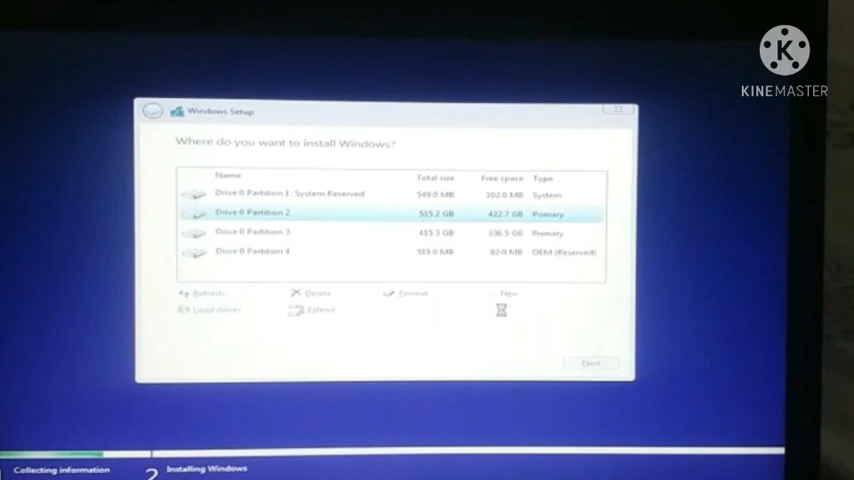 K
KINEMASTER
Windows Setup
Where do you want to install Windows?
Name Total size Free space Type
Drive 0 Partition 1: System Reserved 549.0 MB 102.0 MB System
Drive 0 Partition 2 515.2 GB 422.7 GB Primary
Drive 0 Partition 3 415.3 GB 336.5 GB Primary
Drive 0 Partition 4 515.0 MB 82.0 MB OEM (Reserved)
Refresh Delete Format New
Load driver Extend
Next
Collecting information 2 Installing Windows